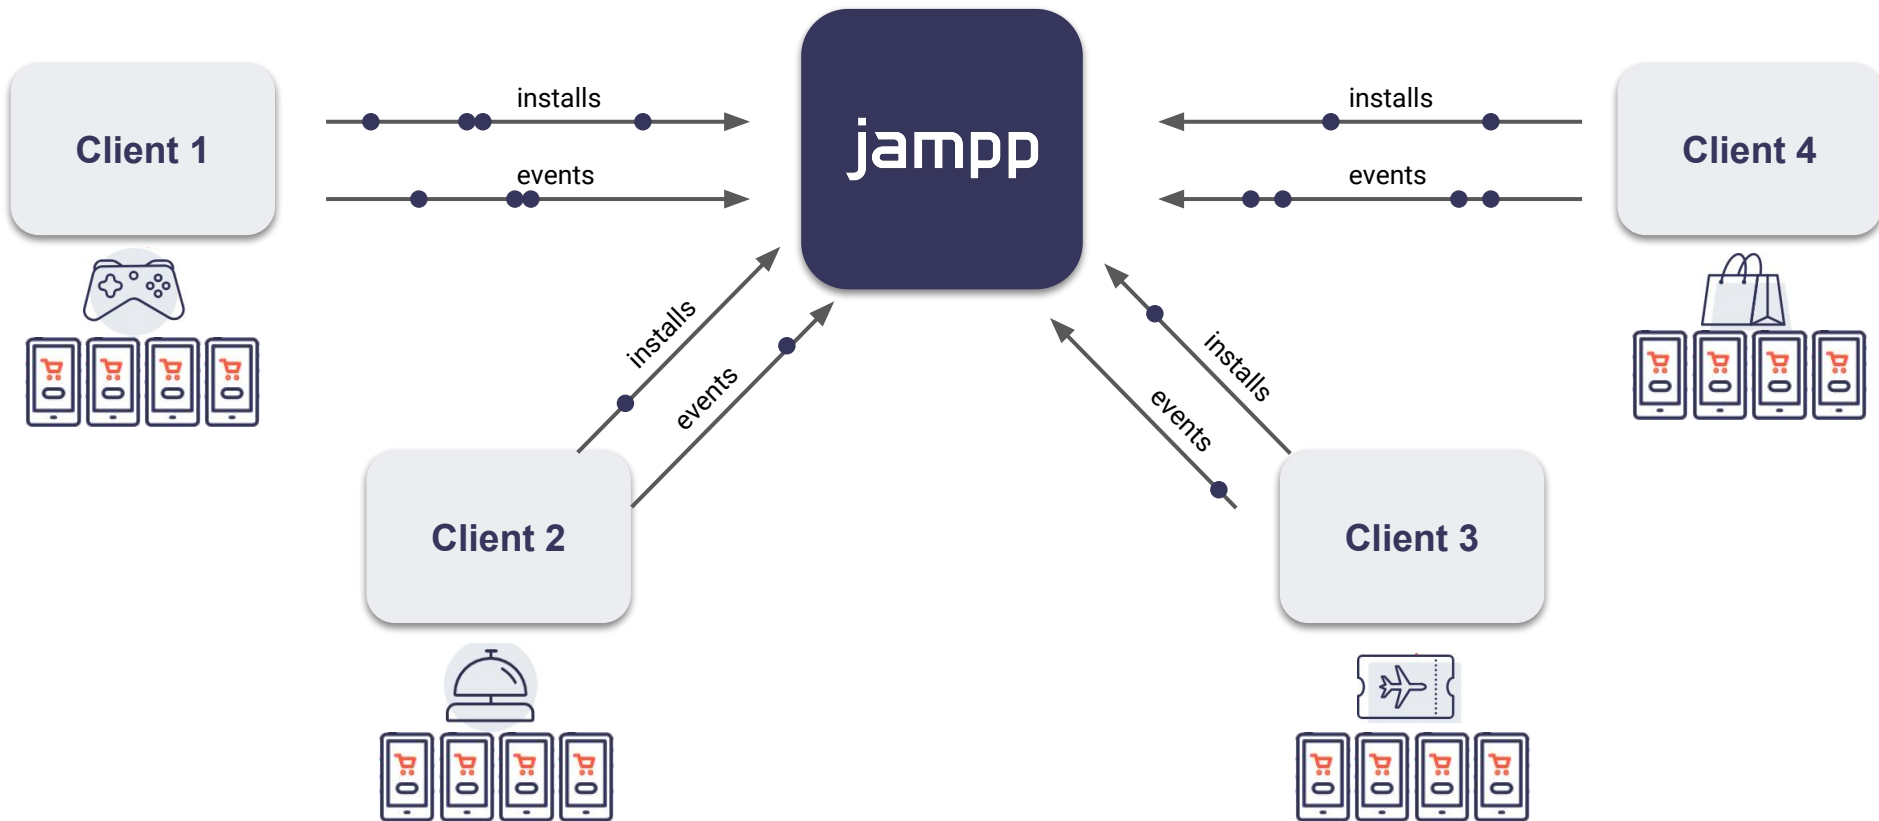 installs
installs
Client 1
jampp
Client 4
events
events
installs
installs
events
events
Client 2
Client 3